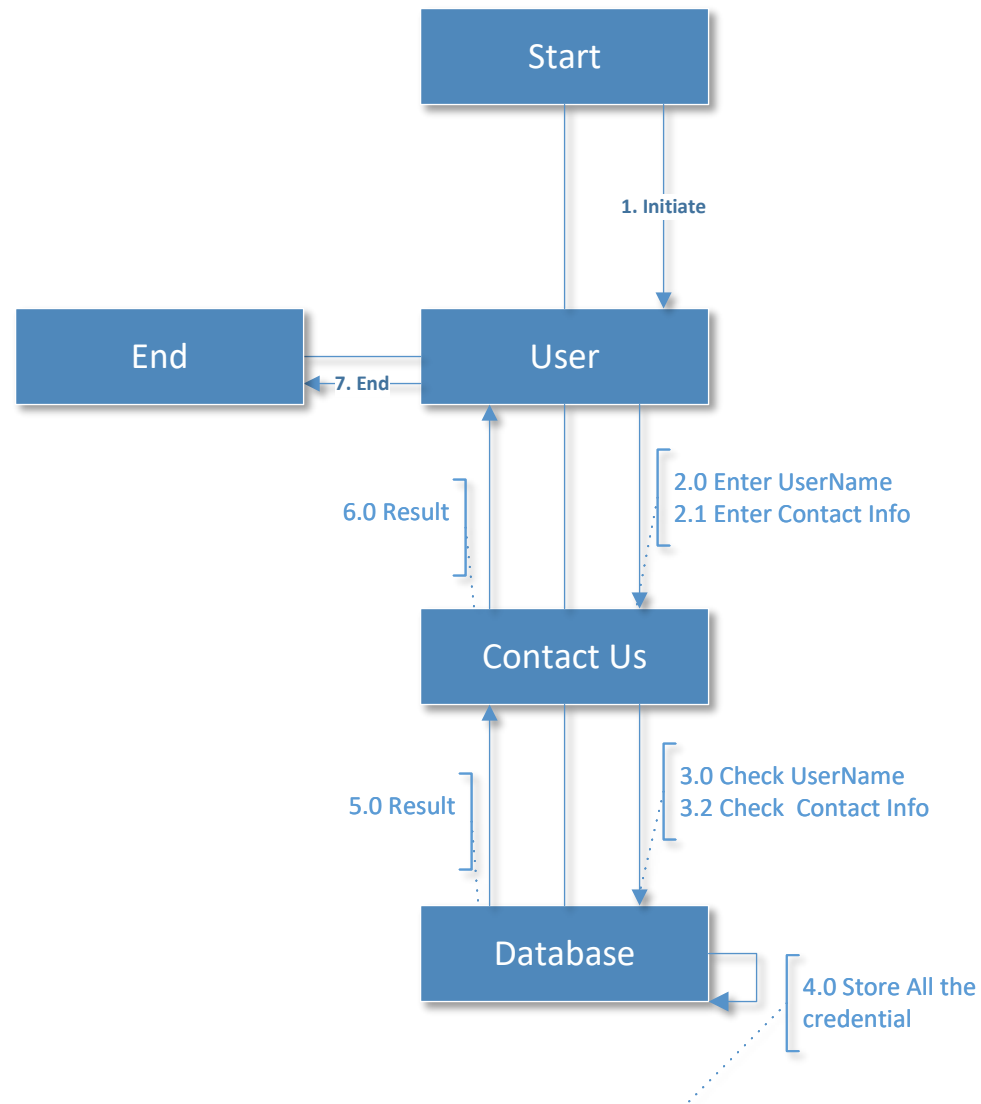 Start
1. Initiate
End
User
7. End
2.0 Enter UserName
2.1 Enter Contact Info
6.0 Result
Contact Us
3.0 Check UserName
3.2 Check  Contact Info
5.0 Result
Database
4.0 Store All the
credential